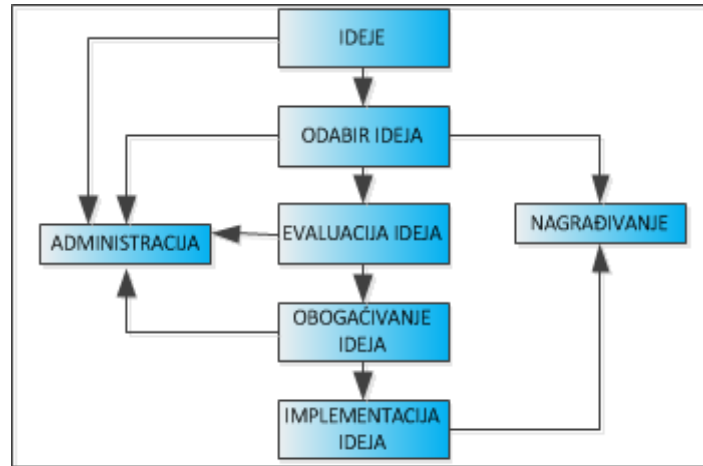 IDEJE
ODABIR IDEJA
EVALUACIJA IDEJA
ADMINISTRACIJA
NAGRAĐIVANJE
OBOGAĆIVANJE
IDEJA
IMPLEMENTACIJA
IDEJA